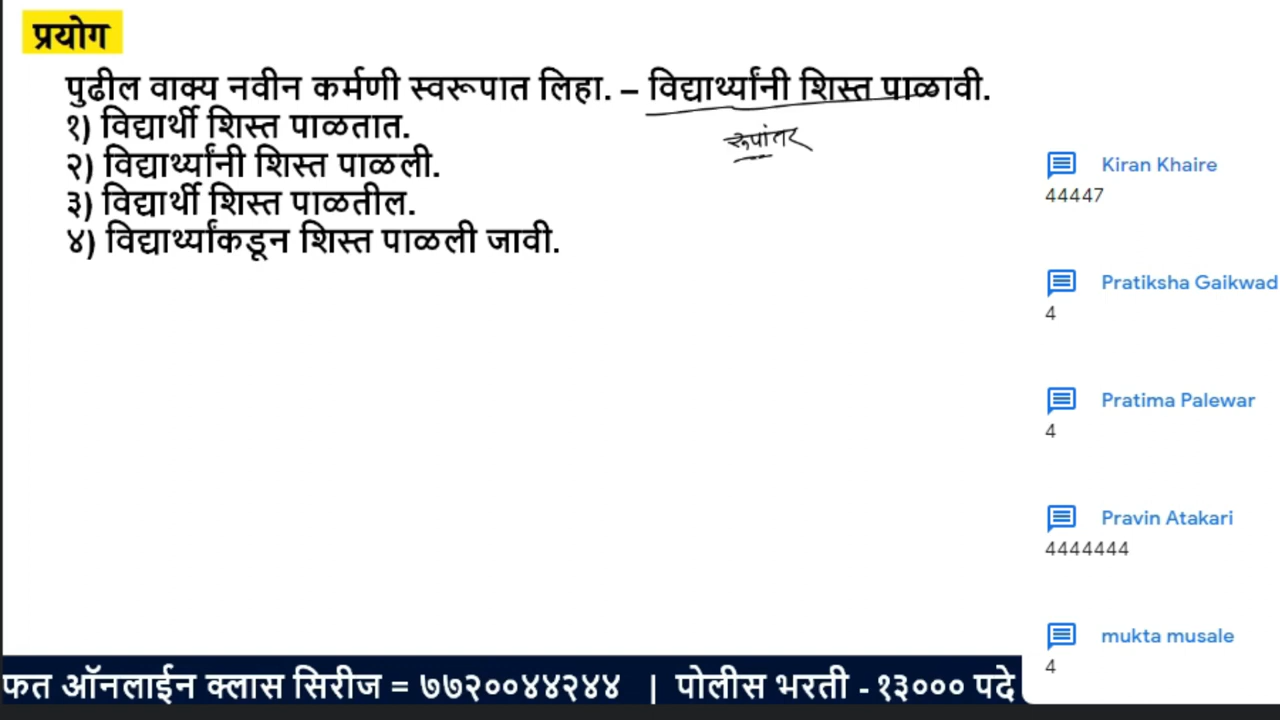 प्रयोग
पुढील वाक्य नवीन कर्मणी स्वरूपात लिहा. – विद्यार्थ्यांनी शिस्त पाळावी.
१) विद्यार्थी शिस्त पाळतात.
रूपांतर
२) विद्यार्थ्यांनी शिस्त पाळली.
३) विद्यार्थी शिस्त पाळतील.
४) विद्यार्थ्यांकडून शिस्त पाळली जावी.
Kiran Khaire
44447
Pratiksha Gaikwad
4
Pratima Palewar
4
Pravin Atakari
4444444
mukta musale
4
फत ऑनलाईन क्लास सिरीज = ७७२००४४२४४ | पोलीस भरती - १३००० पदे